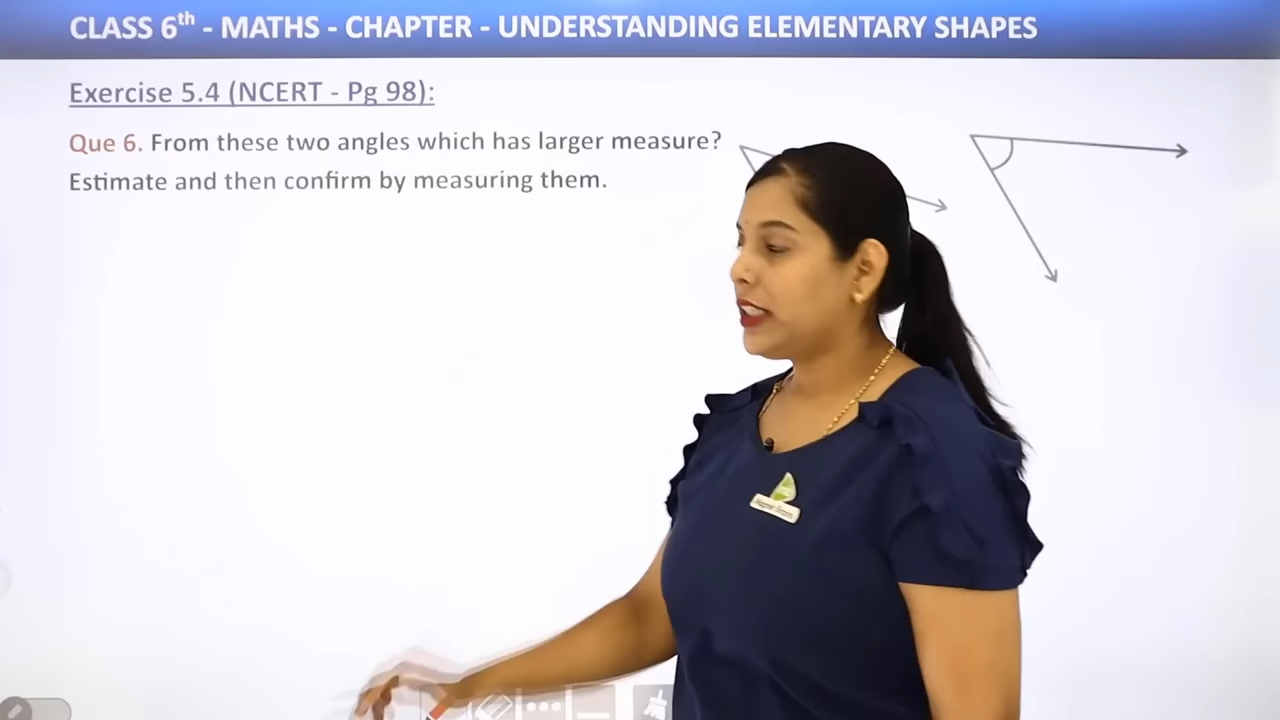 CLASS 6th - MATHS - CHAPTER - UNDERSTANDING ELEMENTARY SHAPES
Exercise 5.4 (NCERT - Pg 98):
Que 6. From these two angles which has larger measure?
Estimate and then confirm by measuring them.